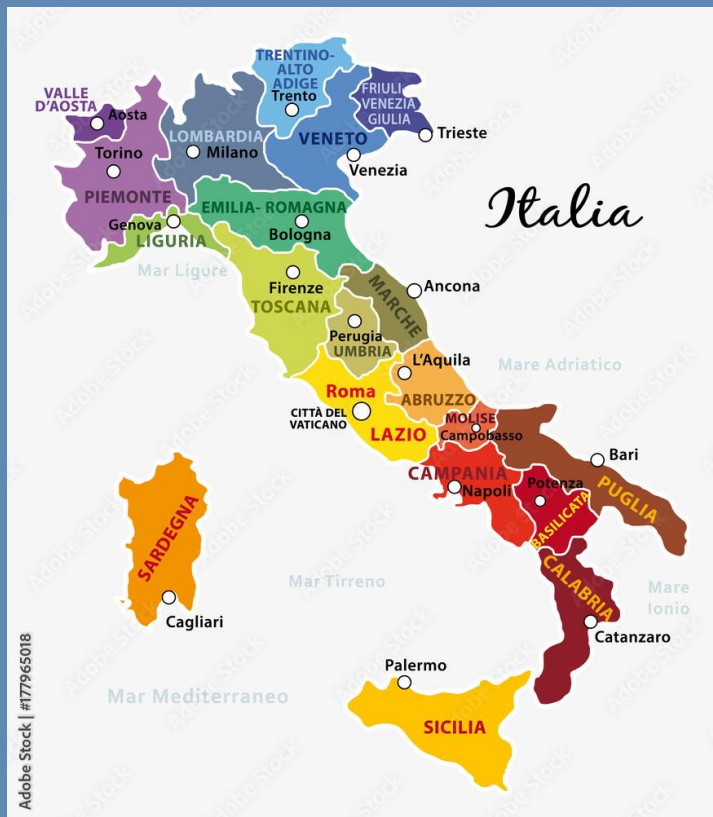 TRENTINO-
ALTO
ADIGE
Trento
FRIULI
VENEZIA
GIULIA
VALLE
D'AOSTA
Aosta
LOMBARDIA
Milano
VENETO
Trieste
Venezia
Torino
PIEMONTE
EMILIA- ROMAGNA
Bologna
Genova
LIGURIA
Italia
Mar Ligure
Firenze
TOSCANA
MARCHE
Ancona
Perugia
UMBRIA
L'Aquila
Mare Adriatico
Roma
ABRUZZO
CITTÀ DEL
VATICANO
LAZIO
MOLISE
Campobasso
CAMPANIA
Napoli
Potenza
BASILICATA
Bari
PUGLIA
SARDEGNA
Cagliari
Mar Tirreno
CALABRIA
Mare
Ionio
Catanzaro
Palermo
SICILIA
Mar Mediterraneo
Adobe Stock | #177965018